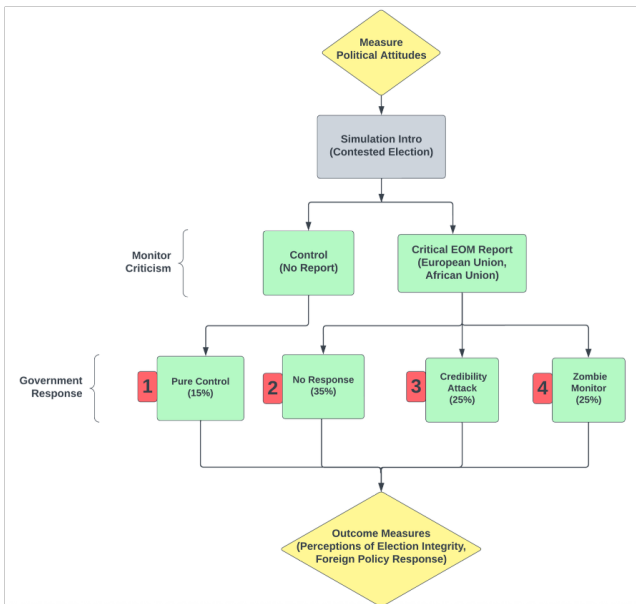 Measure
Political Attitudes
Simulation Intro
(Contested Election)
Monitor
Criticism
Control
(No Report)
Critical EOM Report
(European Union,
African Union)
Government
Response
1
Pure Control
(15%)
2
No Response
(35%)
3
Credibility
Attack
(25%)
4
Zombie
Monitor
(25%)
Outcome Measures
(Perceptions of Election Integrity,
Foreign Policy Response)